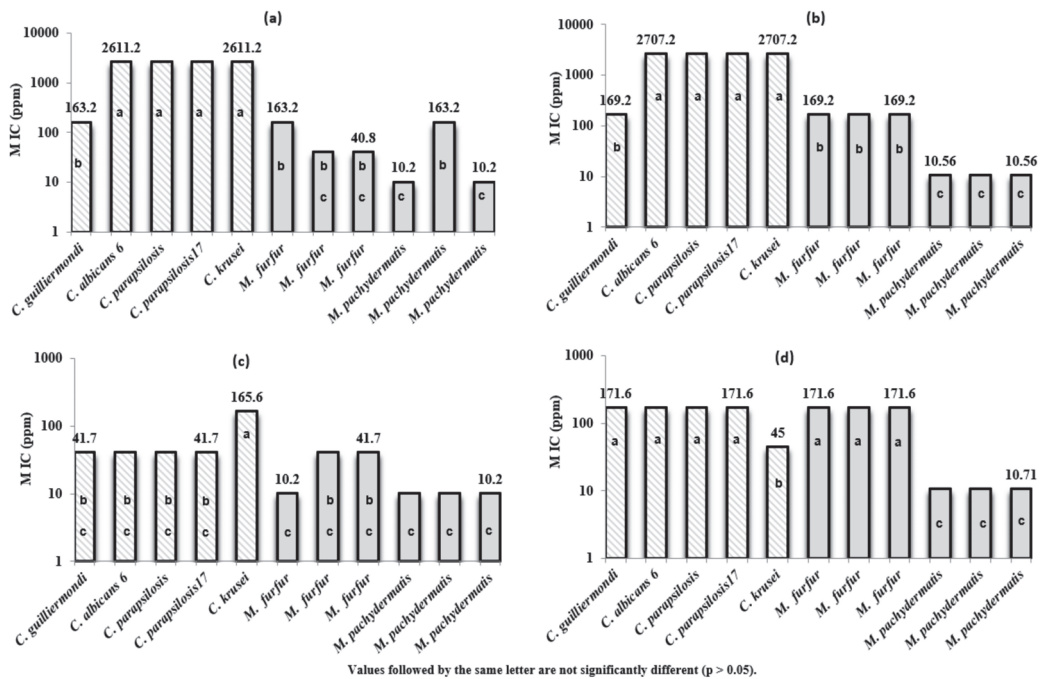 (a)
M IC (ppm)
10000
1000
100
10
1
163.2
2611.2
2611.2
163.2
40.8
10.2
163.2
10.2
b a a a a b b b c b c
c c
C. guilliermondi
C. albicans 6
C. parapsilosis
C. parapsilosis17
C. krusei
M. furfur
M. furfur
M. furfur
M. pachydermatis
M. pachydermatis
M. pachydermatis
(b)
M IC (ppm)
10000
1000
100
10
1
169.2
2707.2
2707.2
169.2
169.2
10.56
10.56
b a a a a b b b c c c
C. guilliermondi
C. albicans 6
C. parapsilosis
C. parapsilosis17
C. krusei
M. furfur
M. furfur
M. furfur
M. pachydermatis
M. pachydermatis
M. pachydermatis
(c)
M IC (ppm)
1000
100
10
1
41.7
41.7
165.6
10.2
41.7
10.2
a
b b b b b b
c c c c c c c c c c
C. guilliermondi
C. albicans 6
C. parapsilosis
C. parapsilosis17
C. krusei
M. furfur
M. furfur
M. furfur
M. pachydermatis
M. pachydermatis
M. pachydermatis
(d)
M IC (ppm)
1000
100
10
1
171.6
171.6
45
171.6
171.6
10.71
a a a a b a a a c c c
C. guilliermondi
C. albicans 6
C. parapsilosis
C. parapsilosis17
C. krusei
M. furfur
M. furfur
M. furfur
M. pachydermatis
M. pachydermatis
M. pachydermatis
Values followed by the same letter are not significantly different (p > 0.05).